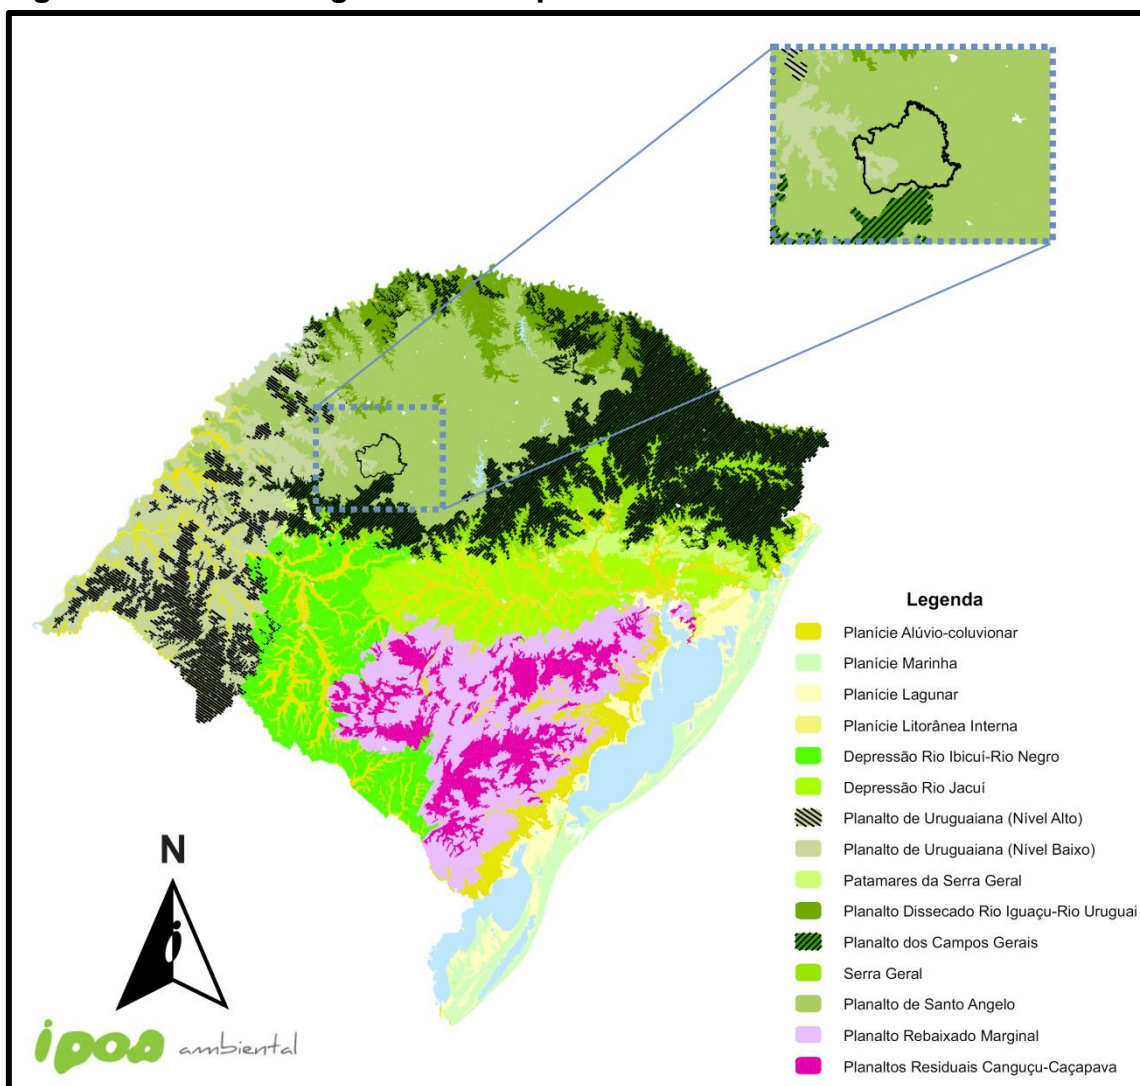 N
Legenda
Planície Alúvio-coluvionar
Planície Marinha
Planície Lagunar
Planície Litorânea Interna
Depressão Rio Ibicuí-Rio Negro
Depressão Rio Jacuí
Planalto de Uruguaiana (Nível Alto)
Planalto de Uruguaiana (Nível Baixo)
Patamares da Serra Geral
Planalto Dissecado Rio Iguaçu-Rio Uruguai
Planalto dos Campos Gerais
Serra Geral
Planalto de Santo Angelo
Planalto Rebaixado Marginal
Planaltos Residuais Canguçu-Caçapava
ipoa ambiental